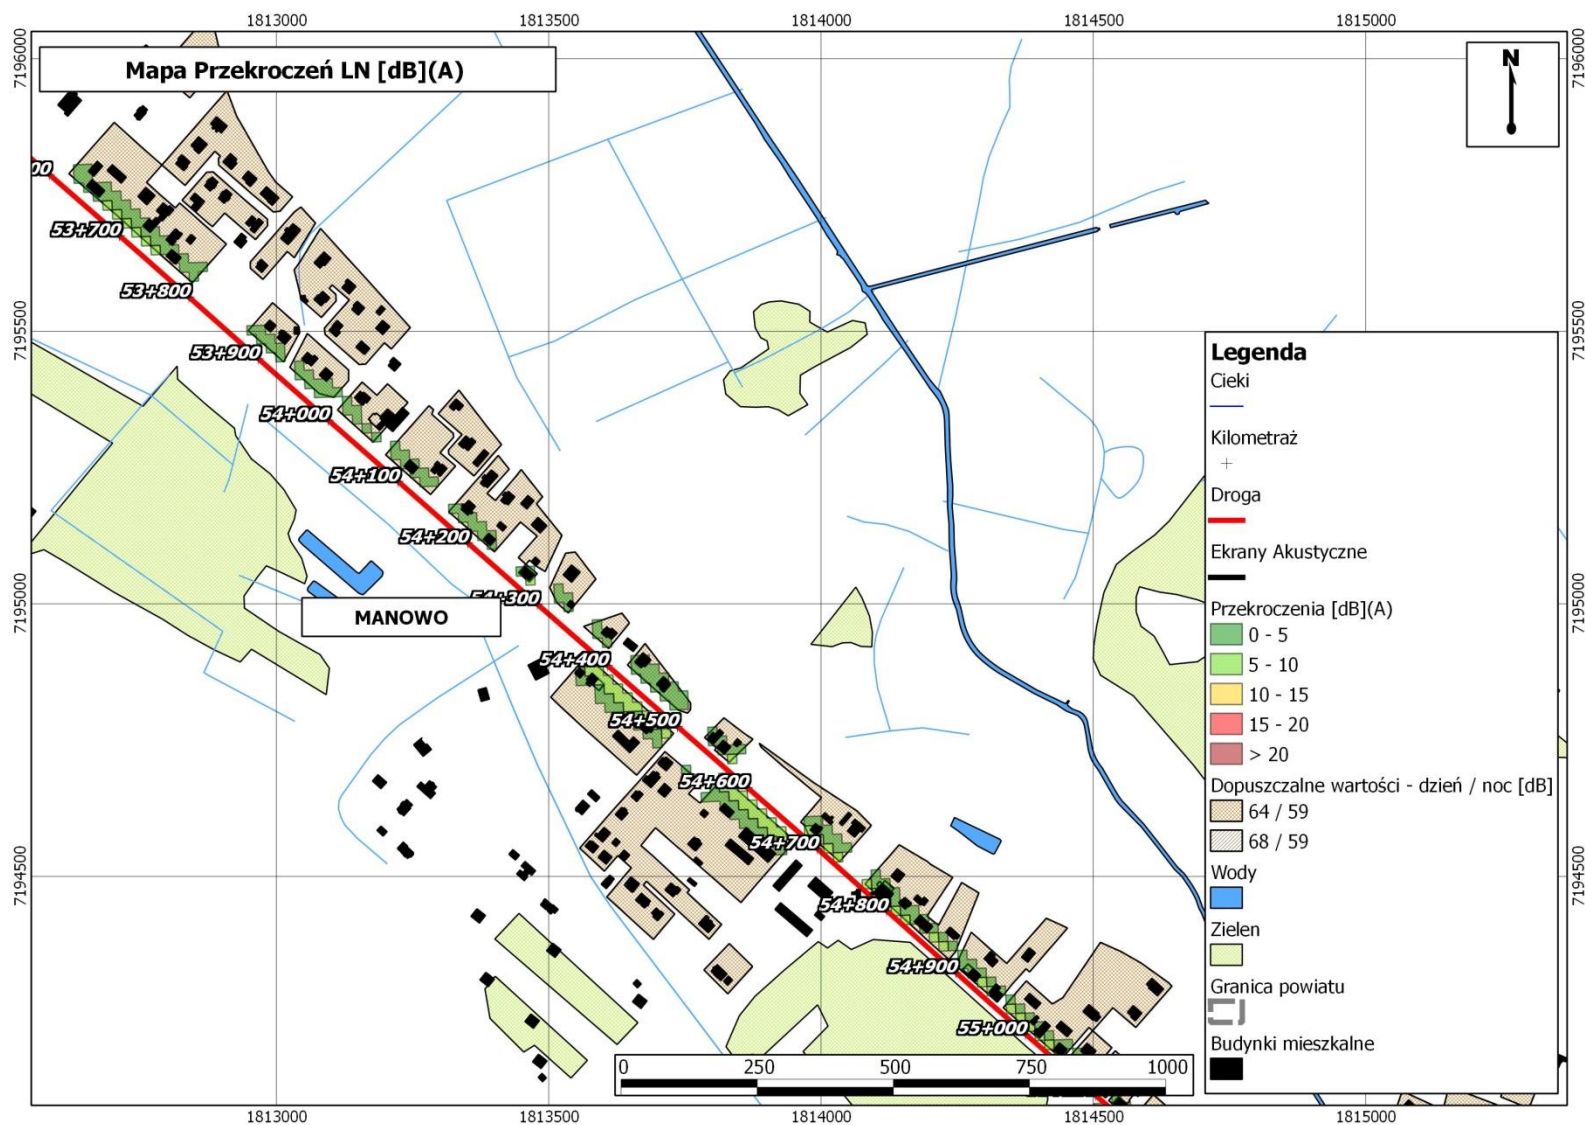 1813000 1813500 1814000 1814500 1815000
7196000 7196000
Mapa Przekroczeń LN [dB](A)
N
00
53+700
53+800
7195500 7195500
53+900
54+000
54+100
54+200
54+300
7195000 7195000
MANOWO
54+400
54+500
54+600
54+700
7194500 7194500
54+800
54+900
55+000
Legenda
Cieki
Kilometraż
Droga
Ekrany Akustyczne
Przekroczenia [dB](A)
0 - 5
5 - 10
10 - 15
15 - 20
> 20
Dopuszczalne wartości - dzień / noc [dB]
64 / 59
68 / 59
Wody
Zielen
Granica powiatu
Budynki mieszkalne
0 250 500 750 1000
1813000 1813500 1814000 1814500 1815000